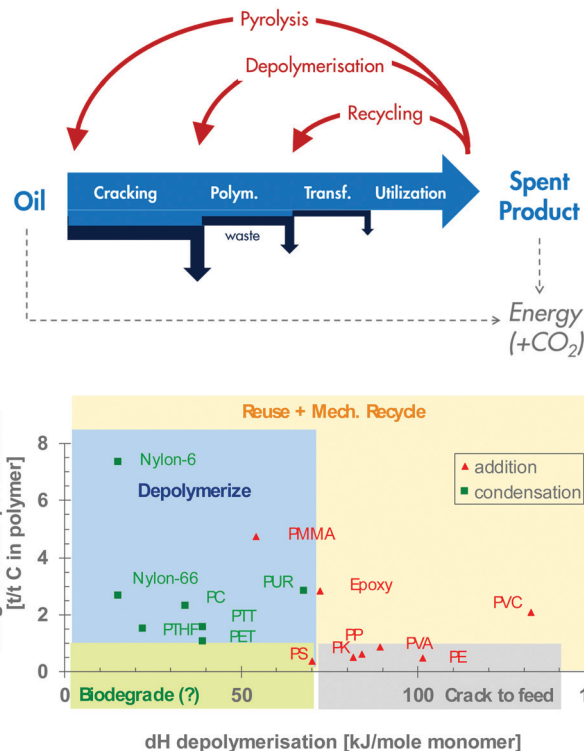 Pyrolysis
Depolymerisation
Recycling
Oil
Cracking
Polym.
Transf.
Utilization
waste
Spent
Product
Energy
(+CO₂)
Reuse + Mech. Recycle
[t/t C in polymer]
8
6
4
2
0
Nylon-6
Depolymerize
addition
condensation
PMMA
Nylon-66
PC
PUR
Epoxy
PTT
PTHF
PET
PVC
PS
PK
PP
PVA
PE
Biodegrade (?)
Crack to feed
0
50
100
dH depolymerisation [kJ/mole monomer]